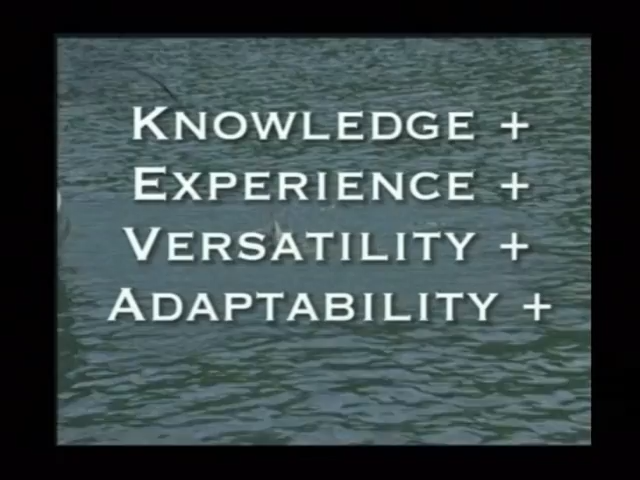 KNOWLEDGE +
EXPERIENCE +
VERSATILITY +
ADAPTABILITY +